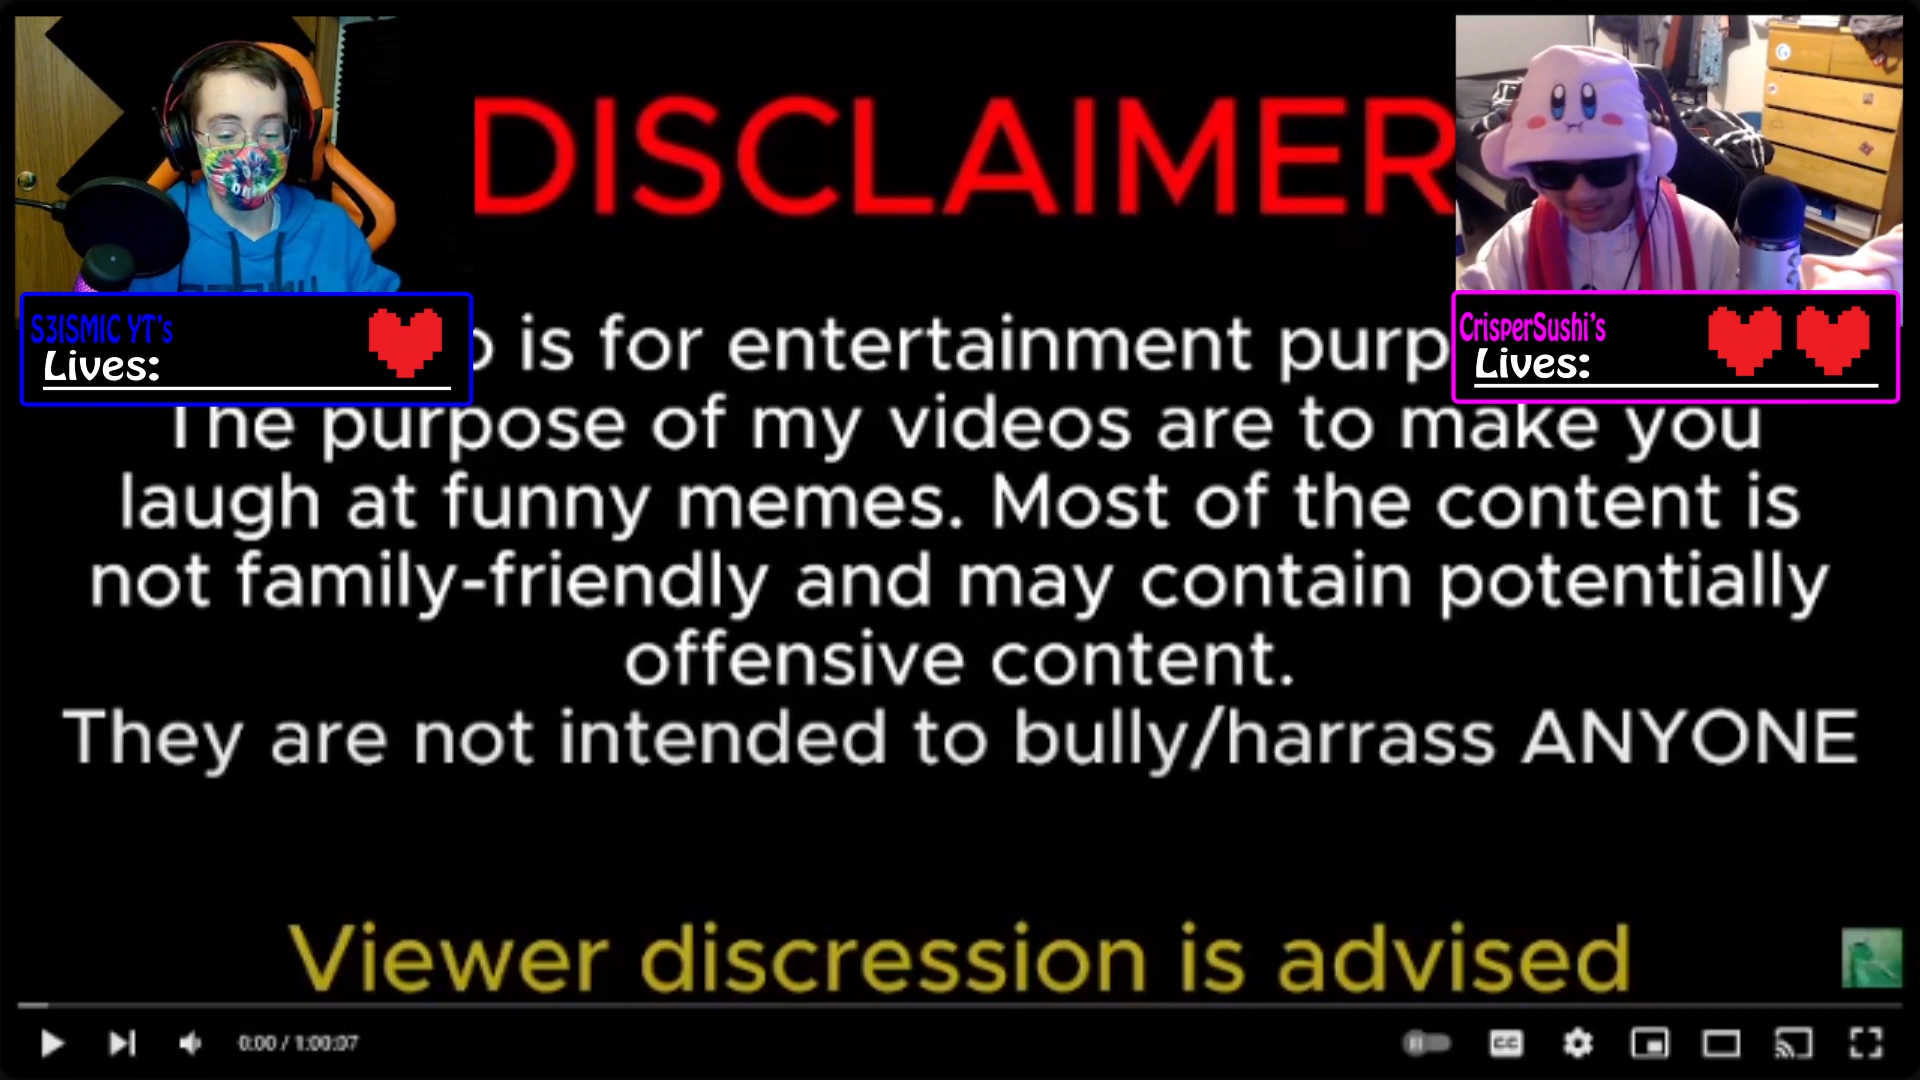 DISCLAIMER
S3ISMIC YT's
Lives:
CrisperSushi's
Lives:
is for entertainment purp
The purpose of my videos are to make you
laugh at funny memes. Most of the content is
not family-friendly and may contain potentially
offensive content.
They are not intended to bully/harrass ANYONE
Viewer discression is advised
0:00 / 1:00:07
CC